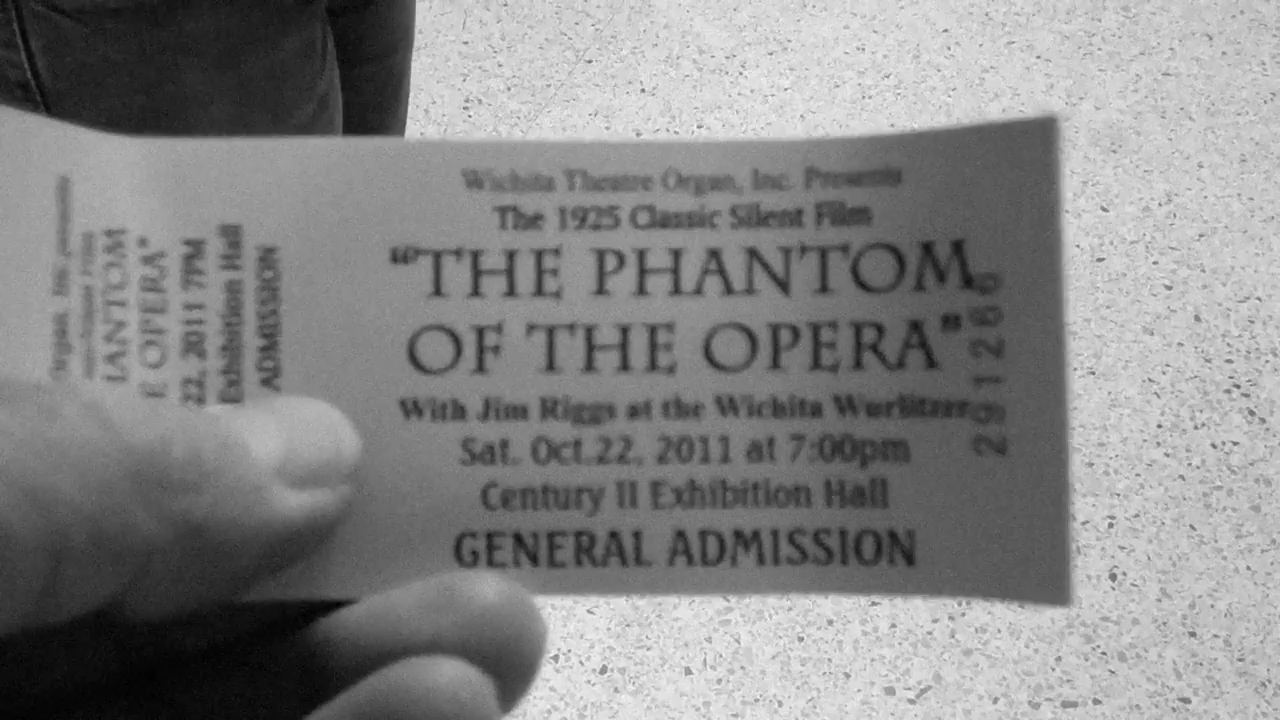 Wichita Theatre Organ, Inc. Presents
The 1925 Classic Silent Film
"THE PHANTOM
OF THE OPERA"
With Jim Riggs at the Wichita Wurlitzer
Sat. Oct.22, 2011 at 7:00pm
Century II Exhibition Hall
GENERAL ADMISSION
HANTOM
E OPERA"
22, 2011 7PM
Exhibition Hall
ADMISSION